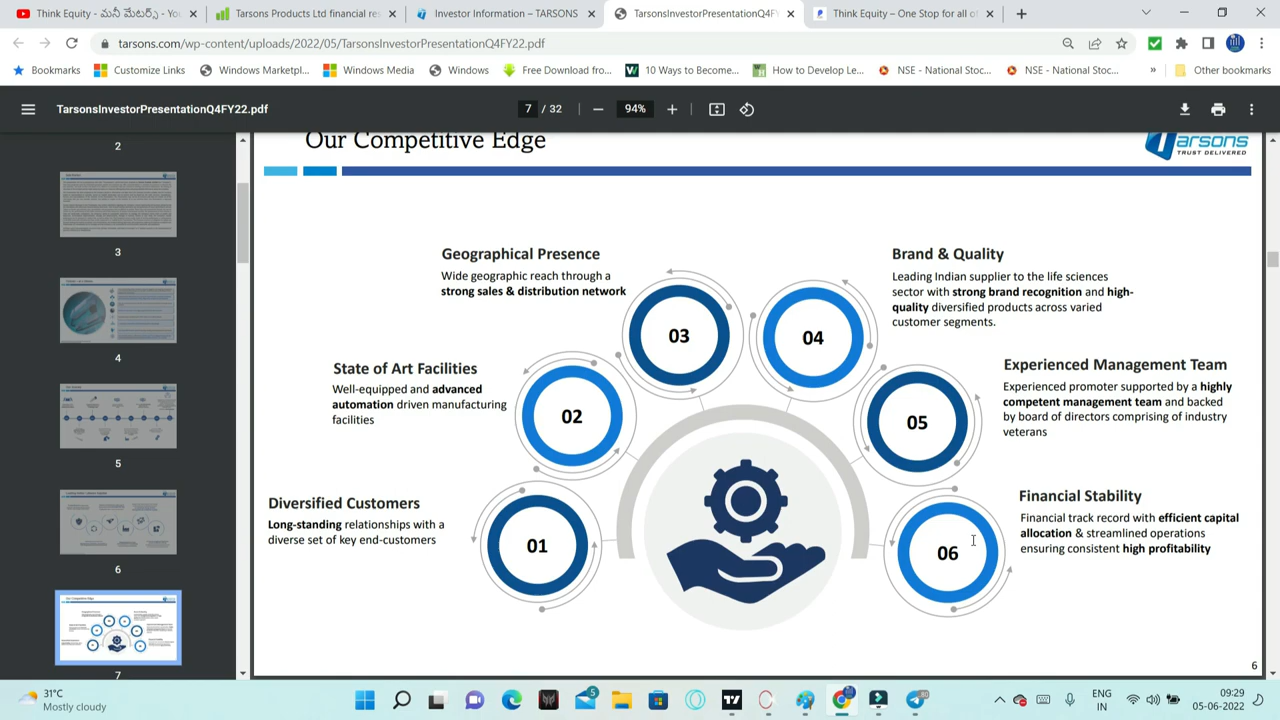 Think Equity - మనీ మేటర్స్ - Yo
Tarsons Products Ltd financial res
Investor Information – TARSONS
TarsonsInvestorPresentationQ4FY
Think Equity – One Stop for all o
tarsons.com/wp-content/uploads/2022/05/TarsonsInvestorPresentationQ4FY22.pdf
Bookmarks
Customize Links
Windows Marketpl...
Windows Media
Windows
Free Download fro...
10 Ways to Become...
How to Develop Le...
NSE - National Stoc...
NSE - National Stoc...
»
Other bookmarks
TarsonsInvestorPresentationQ4FY22.pdf
7 / 32
94%
2
3
4
5
6
7
Our Competitive Edge
Tarsons
TRUST DELIVERED
Geographical Presence
Wide geographic reach through a
strong sales & distribution network
Brand & Quality
Leading Indian supplier to the life sciences
sector with strong brand recognition and high-
quality diversified products across varied
customer segments.
03
04
State of Art Facilities
Well-equipped and advanced
automation driven manufacturing
facilities
02
Experienced Management Team
Experienced promoter supported by a highly
competent management team and backed
by board of directors comprising of industry
veterans
05
Diversified Customers
Long-standing relationships with a
diverse set of key end-customers
01
Financial Stability
Financial track record with efficient capital
allocation & streamlined operations
ensuring consistent high profitability
06
6
31°C
Mostly cloudy
5
80
ENG
IN
09:29
05-06-2022